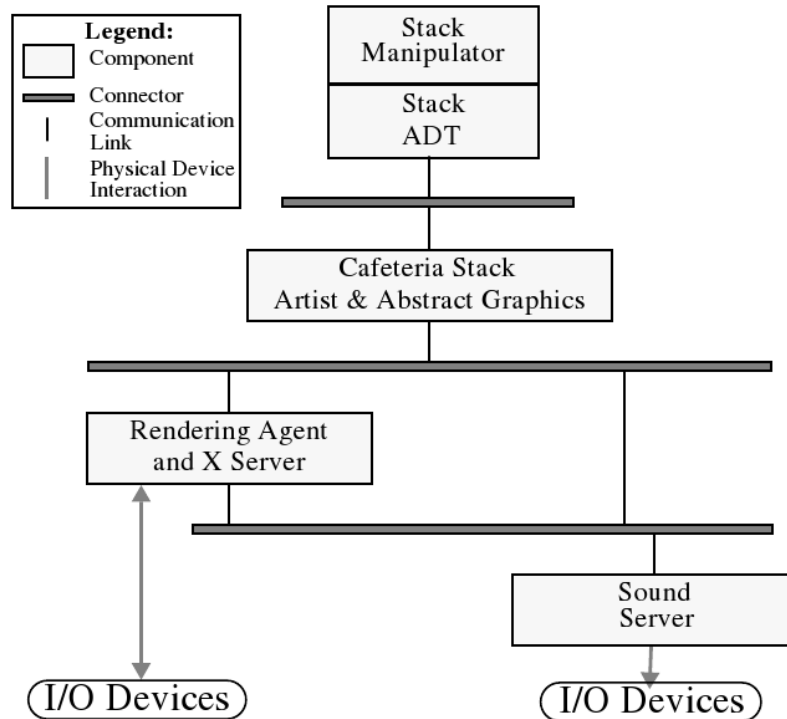 Legend:
Component
Connector
Communication
Link
Physical Device
Interaction
Stack
Manipulator
Stack
ADT
Cafeteria Stack
Artist & Abstract Graphics
Rendering Agent
and X Server
Sound
Server
I/O Devices
I/O Devices